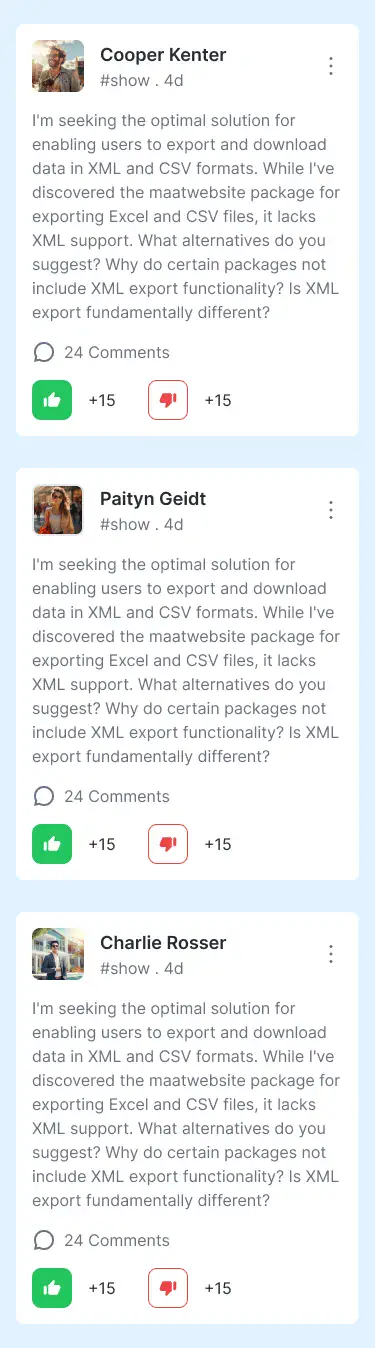 Cooper Kenter
#show . 4d
I'm seeking the optimal solution for
enabling users to export and download
data in XML and CSV formats. While I've
discovered the maatwebsite package for
exporting Excel and CSV files, it lacks
XML support. What alternatives do you
suggest? Why do certain packages not
include XML export functionality? Is XML
export fundamentally different?
24 Comments
+15 +15
Paityn Geidt
#show . 4d
I'm seeking the optimal solution for
enabling users to export and download
data in XML and CSV formats. While I've
discovered the maatwebsite package for
exporting Excel and CSV files, it lacks
XML support. What alternatives do you
suggest? Why do certain packages not
include XML export functionality? Is XML
export fundamentally different?
24 Comments
+15 +15
Charlie Rosser
#show . 4d
I'm seeking the optimal solution for
enabling users to export and download
data in XML and CSV formats. While I've
discovered the maatwebsite package for
exporting Excel and CSV files, it lacks
XML support. What alternatives do you
suggest? Why do certain packages not
include XML export functionality? Is XML
export fundamentally different?
24 Comments
+15 +15